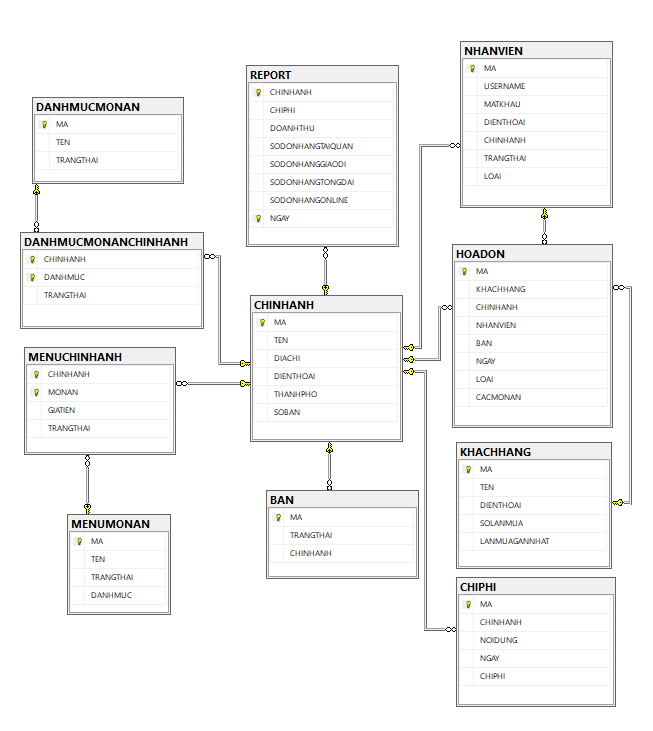 DANHMUCMONAN
MA
TEN
TRANGTHAI
REPORT
CHINHANH
CHIPHI
DOANHTHU
SODONHANGTAIQUAN
SODONHANGGIAODI
SODONHANGTONGDAI
SODONHANGONLINE
NGAY
NHANVIEN
MA
USERNAME
MATKHAU
DIENTHOAI
CHINHANH
TRANGTHAI
LOAI
DANHMUCMONANCHINHANH
CHINHANH
DANHMUC
TRANGTHAI
CHINHANH
MA
TEN
DIACHI
DIENTHOAI
THANHPHO
SOBAN
HOADON
MA
KHACHHANG
CHINHANH
NHANVIEN
BAN
NGAY
LOAI
CACMONAN
MENUCHINHANH
CHINHANH
MONAN
GIATIEN
TRANGTHAI
KHACHHANG
MA
TEN
DIENTHOAI
SOLANMUA
LANMUAGANNHAT
BAN
MA
TRANGTHAI
CHINHANH
MENUMONAN
MA
TEN
TRANGTHAI
DANHMUC
CHIPHI
MA
CHINHANH
NOIDUNG
NGAY
CHIPHI